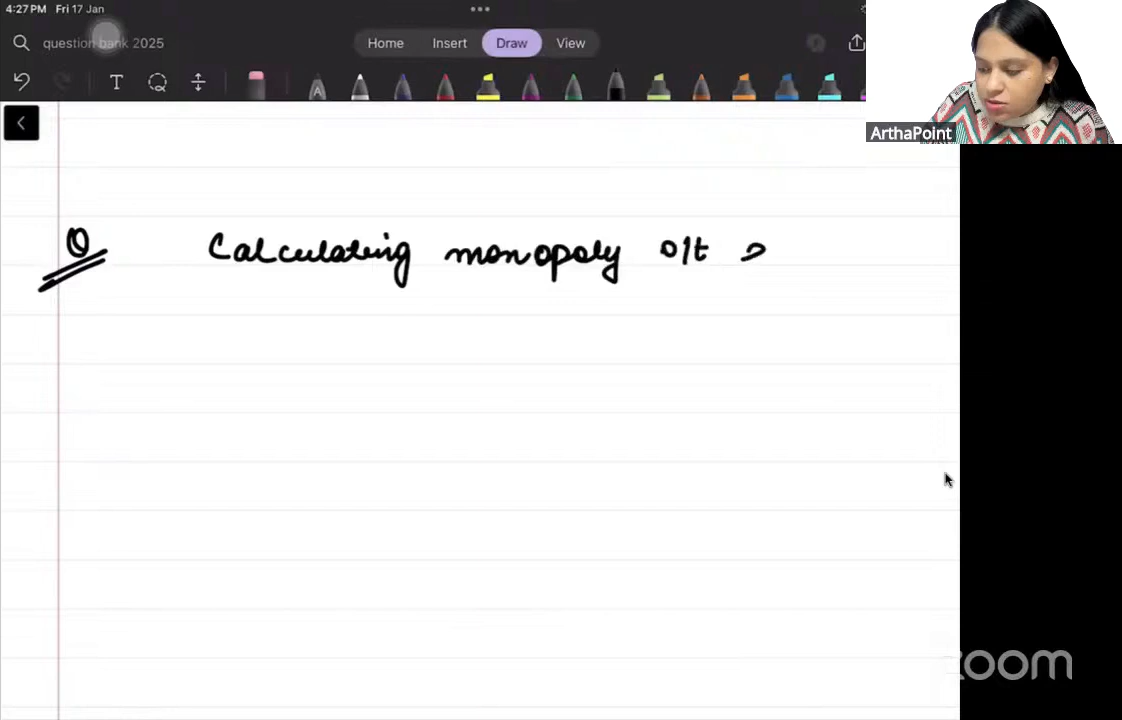 4:27 PM Fri 17 Jan
question bank 2025
Home Insert Draw View
T
A
ArthaPoint
Q Calculating monopoly o/t
zoom